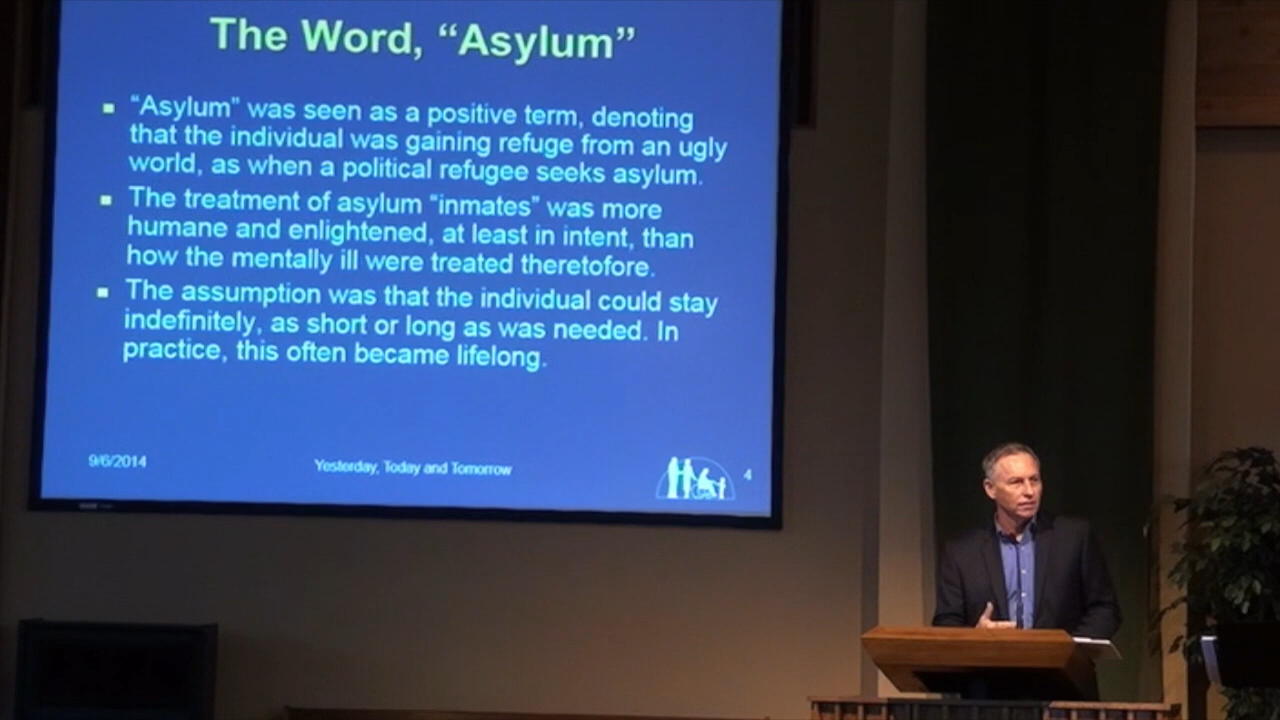 The Word, “Asylum”
“Asylum” was seen as a positive term, denoting
that the individual was gaining refuge from an ugly
world, as when a political refugee seeks asylum.
The treatment of asylum “inmates” was more
humane and enlightened, at least in intent, than
how the mentally ill were treated theretofore.
The assumption was that the individual could stay
indefinitely, as short or long as was needed. In
practice, this often became lifelong.
9/6/2014
Yesterday, Today and Tomorrow
4